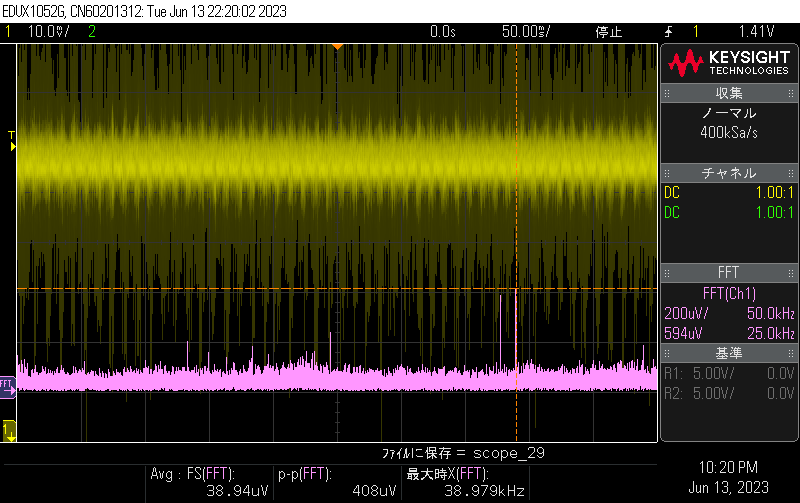 EDUX1052G, CN60201312: Tue Jun 13 22:20:02 2023
1 10.0℧/ 2 0.0s 50.00℧/ 停止 1 1.41V
KEYSIGHT
TECHNOLOGIES
収集
ノーマル
400kSa/s
チャネル
DC 1.00:1
DC 1.00:1
FFT
FFT(Ch1)
200uV/ 50.0kHz
594uV 25.0kHz
基準
R1: 5.00V/ 0.0V
R2: 5.00V/ 0.0V
T
FFT
1
ファイルに保存 = scope_29
Avg : FS(FFT): p-p(FFT): 最大時X(FFT):
38.94uV 408uV 38.979kHz
10:20 PM
Jun 13, 2023